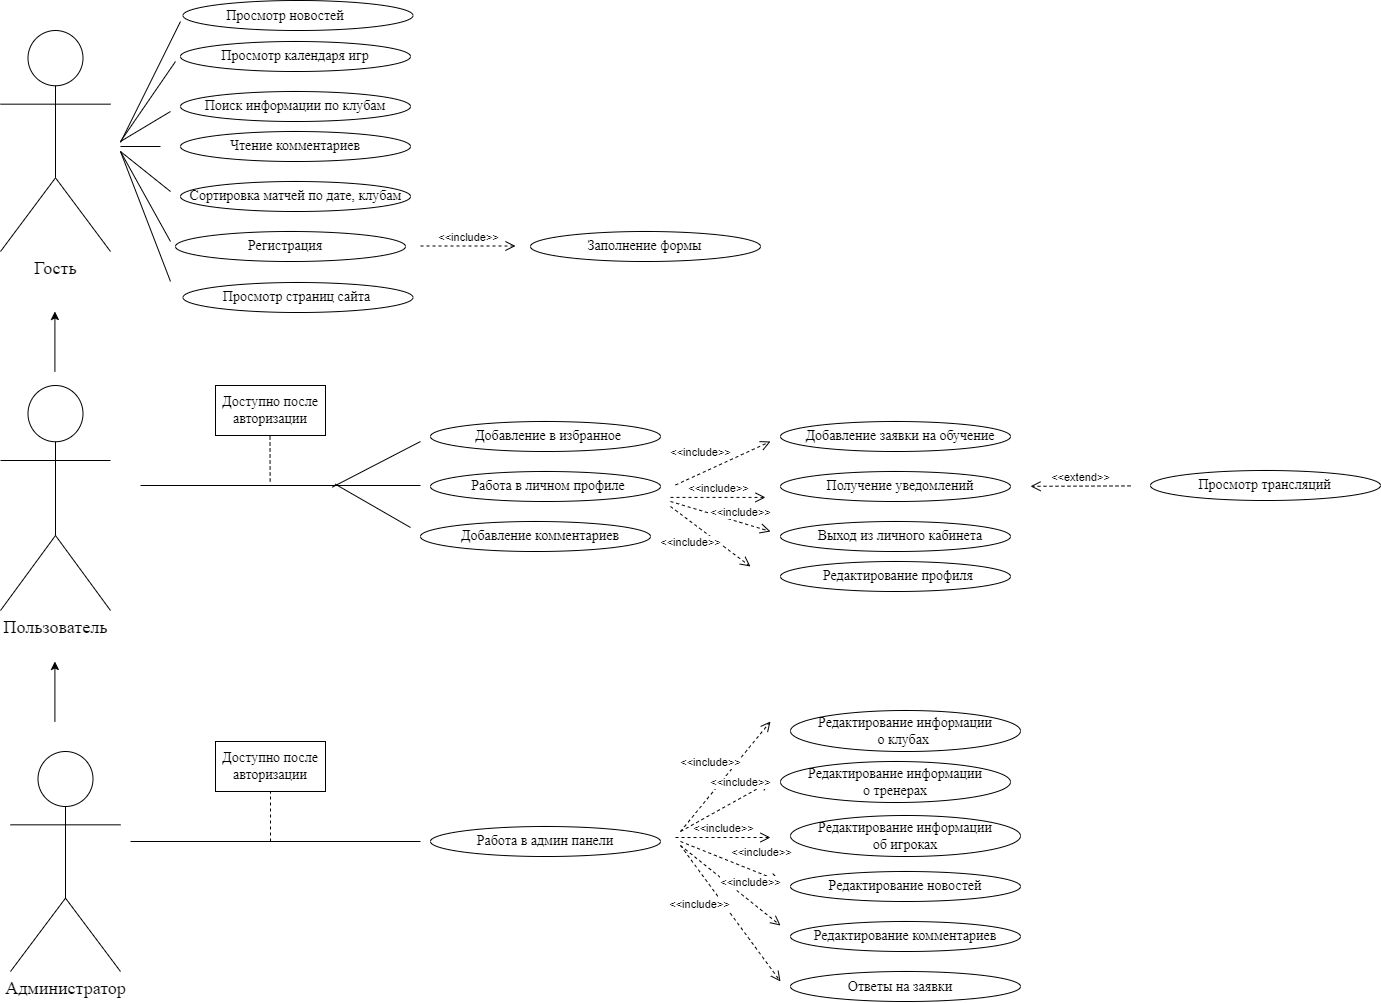 Просмотр новостей
Просмотр календаря игр
Поиск информации по клубам
Чтение комментариев
Сортировка матчей по дате, клубам
Регистрация
<<include>>
Заполнение формы
Просмотр страниц сайта
Гость
Доступно после
авторизации
Добавление в избранное
Работа в личном профиле
Добавление комментариев
<<include>>
<<include>>
<<include>>
<<include>>
Добавление заявки на обучение
Получение уведомлений
<<extend>>
Просмотр трансляций
Выход из личного кабинета
Редактирование профиля
Пользователь
Доступно после
авторизации
Работа в админ панели
<<include>>
<<include>>
<<include>>
<<include>>
<<include>>
<<include>>
Редактирование информации
о клубах
Редактирование информации
о тренерах
Редактирование информации
об игроках
Редактирование новостей
Редактирование комментариев
Ответы на заявки
Администратор